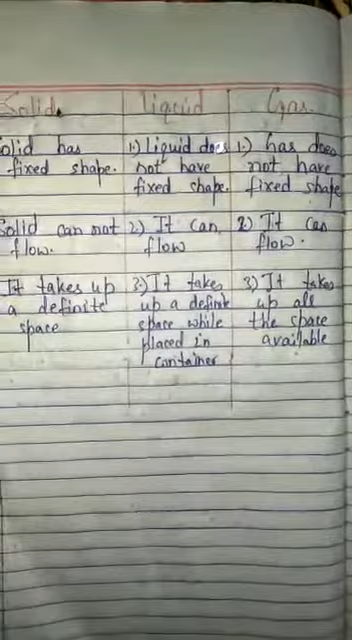 Solid. Liquid Gas.
olid has
fixed shape.
1.) Liquid does
not have
fixed shape.
1.) Gas does
not have
fixed shape
Solid can not
flow.
2.) It can
flow
2.) It can
flow.
It takes up
a definite
space
3.) It takes
up a definite
space while
placed in
container
3) It takes
up all
the space
available